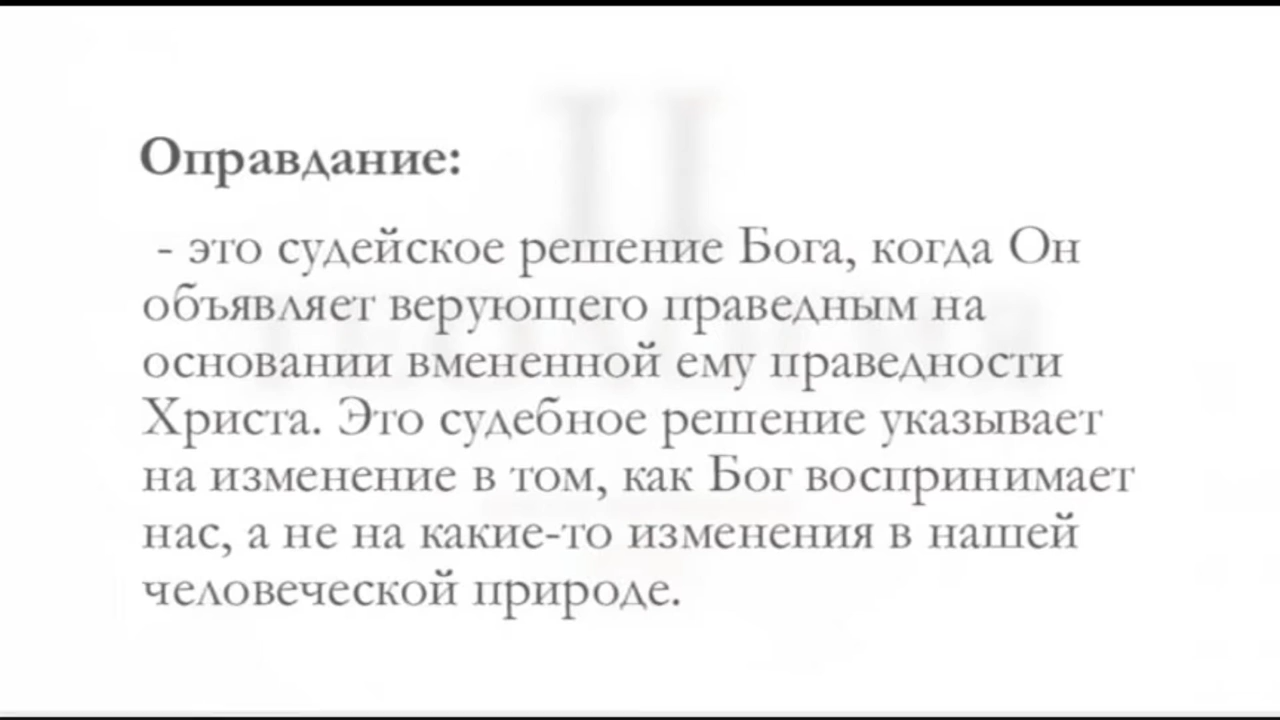 Оправдание:
- это судейское решение Бога, когда Он
объявляет верующего праведным на
основании вмененной ему праведности
Христа. Это судебное решение указывает
на изменение в том, как Бог воспринимает
нас, а не на какие-то изменения в нашей
человеческой природе.